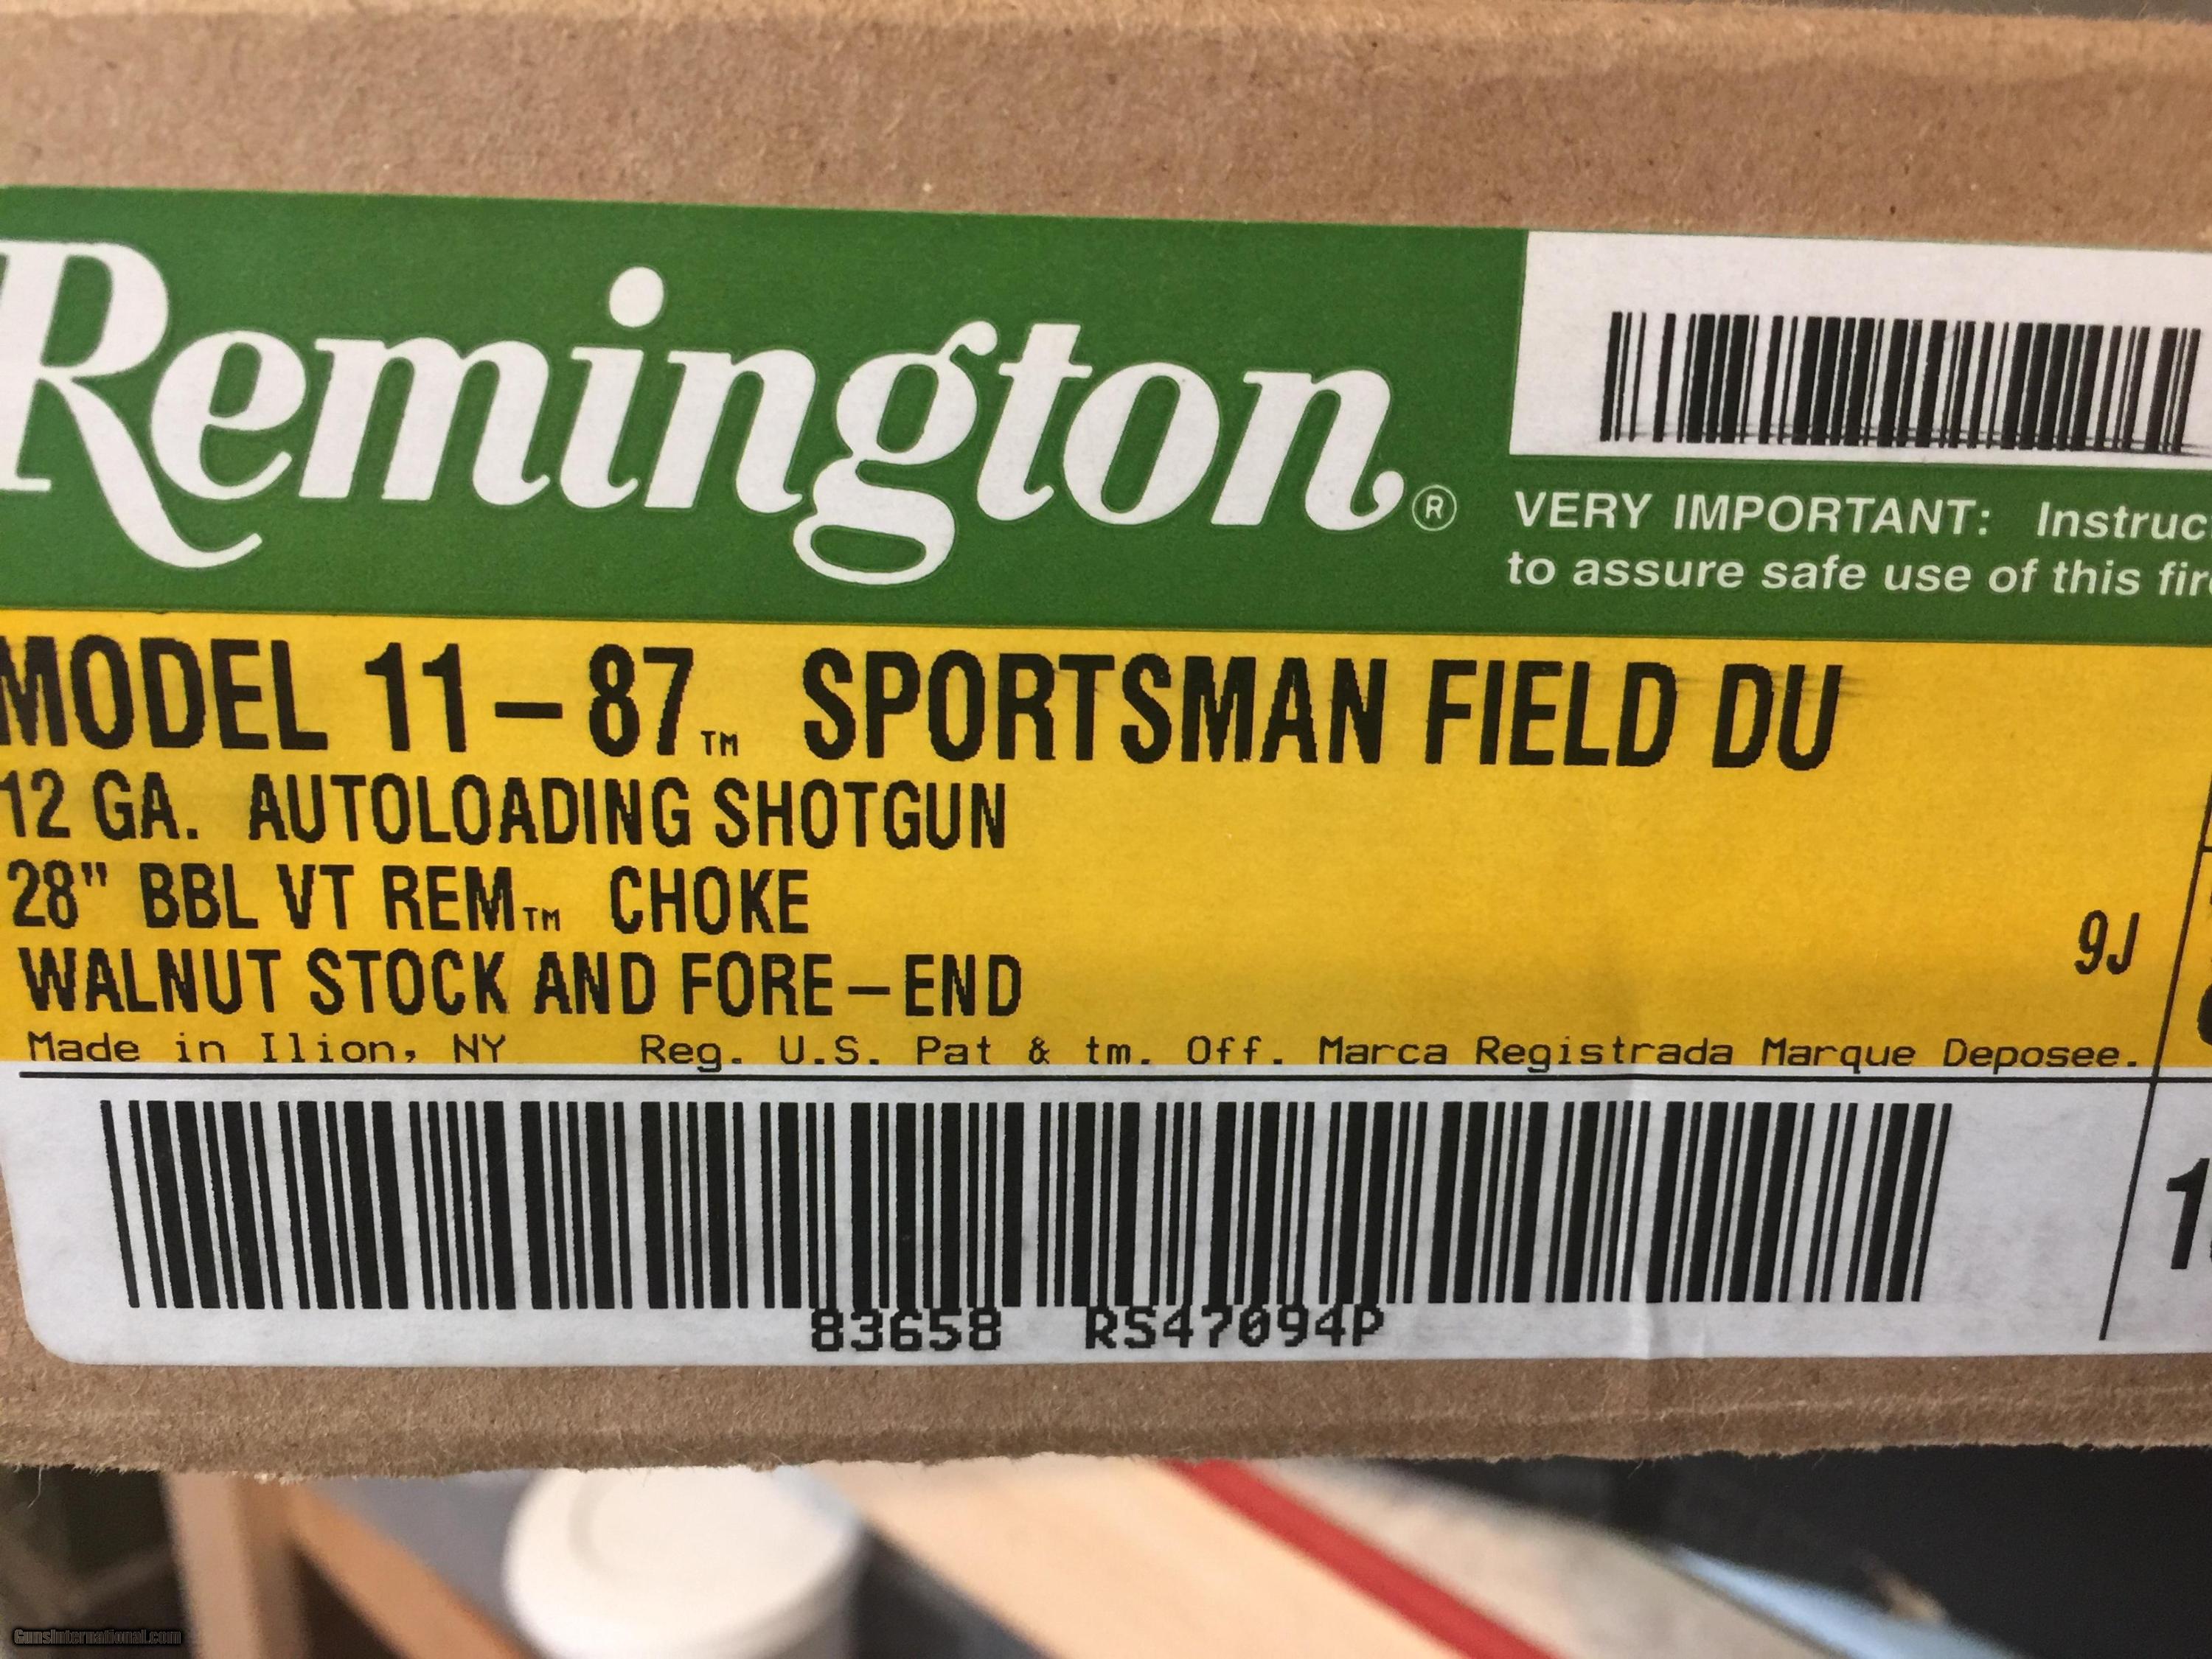 Remington®
VERY IMPORTANT:
to assure safe use of this
MODEL 11-87™ SPORTSMAN FIELD DU
12 GA. AUTOLOADING SHOTGUN
28" BBL VT REM™ CHOKE
WALNUT STOCK AND FORE-END
9J
Made in Ilion, NY Reg. U.S. Pat & tm. Off. Marca Registrada Marque Deposee.
83658 RS47094P
GunsInternational.com